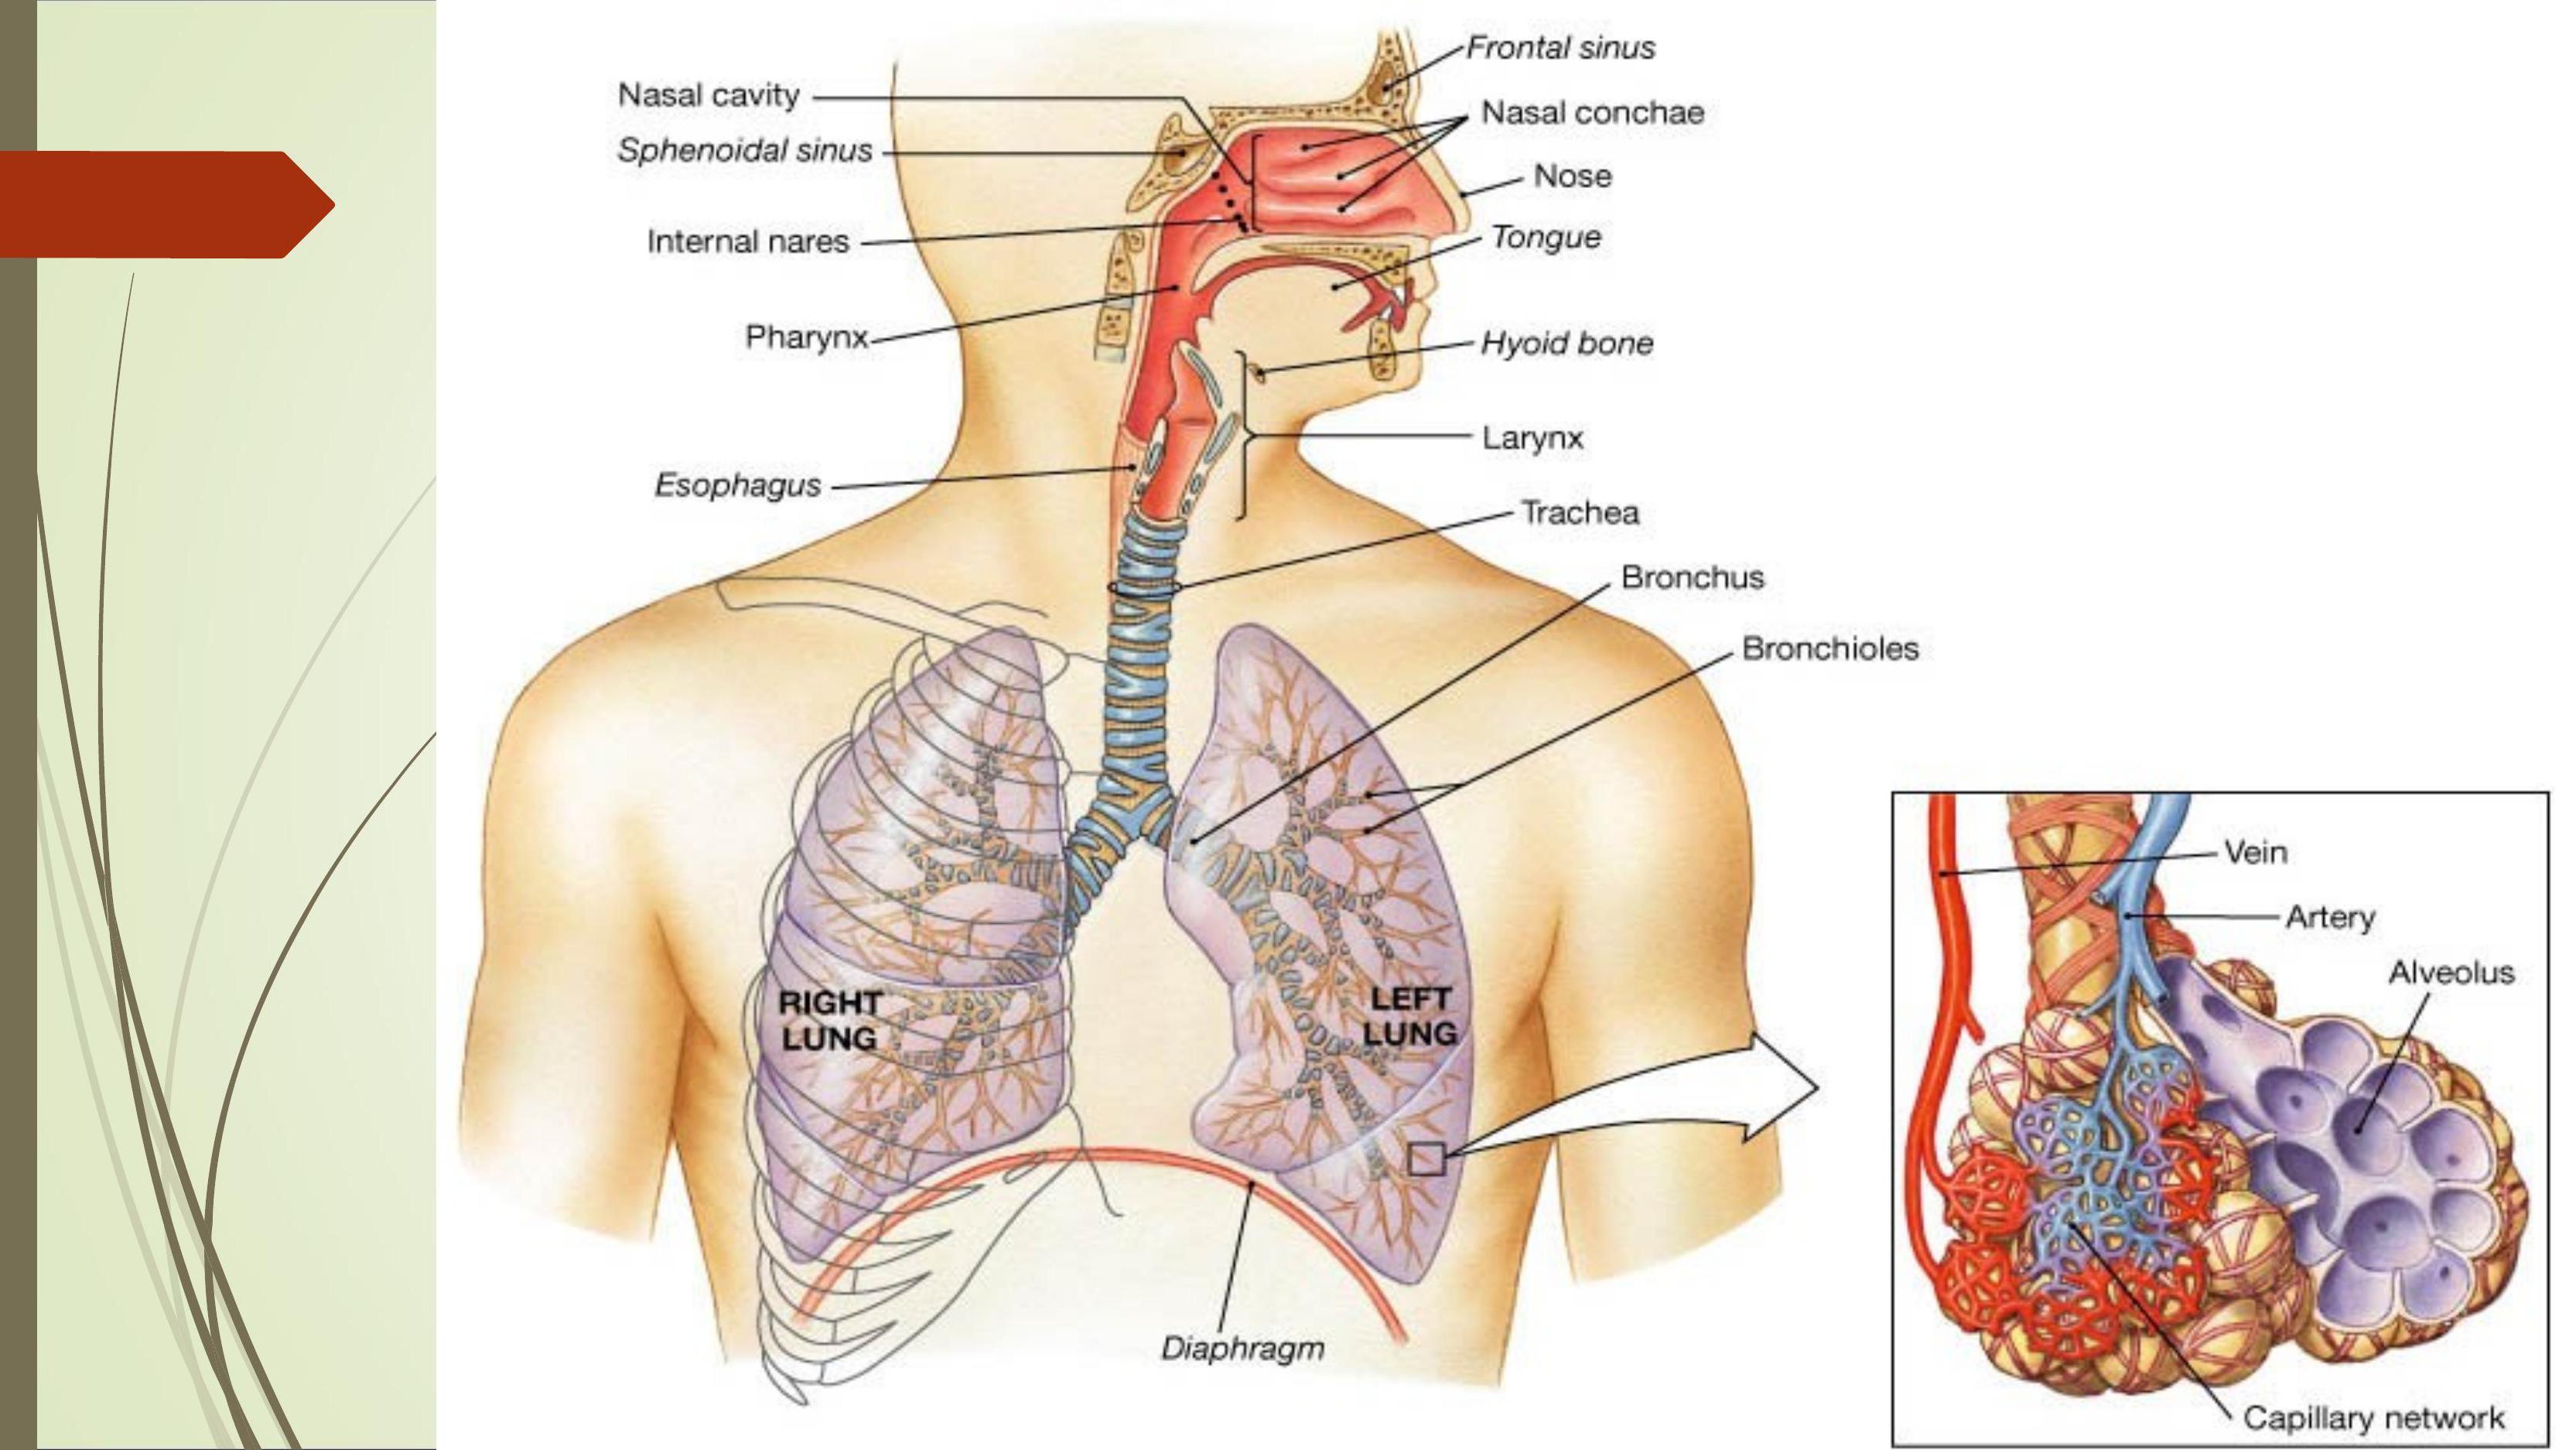 Frontal sinus
Nasal cavity
Nasal conchae
Sphenoidal sinus
Nose
Internal nares
Tongue
Pharynx
Hyoid bone
Larynx
Esophagus
Trachea
Bronchus
Bronchioles
RIGHT
LUNG
LEFT
LUNG
Diaphragm
Vein
Artery
Alveolus
Capillary network